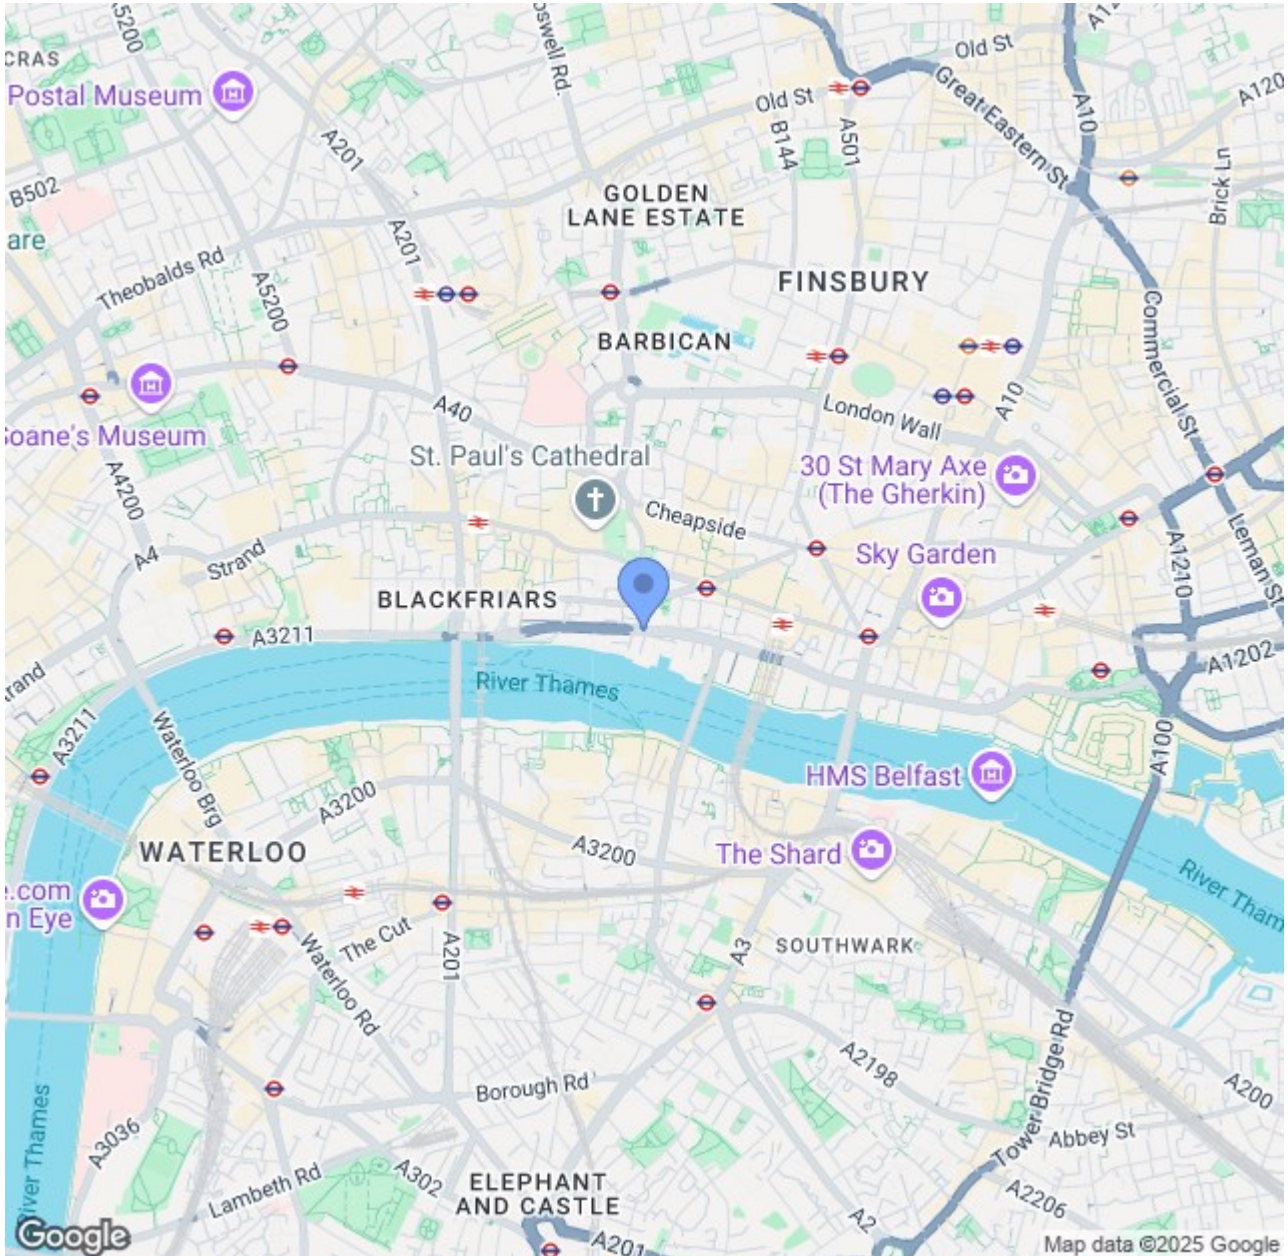 A5200
CRAS
Postal Museum
oswell Rd.
Old St
A12
Old St
Great Eastern St
A10
A120
A201
B144
A501
B502
Brick Ln
GOLDEN
LANE ESTATE
are
A201
Theobalds Rd
A5200
FINSBURY
Commercial St
BARBICAN
A40
London Wall
A10
Soane's Museum
St. Paul's Cathedral
30 St Mary Axe
(The Gherkin)
A4200
Cheapside
Leman St
A4
Strand
Sky Garden
A1210
BLACKFRIARS
A3211
A1202
trand
River Thames
A3211
Waterloo Brg
A100
HMS Belfast
A3200
WATERLOO
A3200
The Shard
River Tham
e.com
n Eye
The Cut
A201
A3
SOUTHWARK
Waterloo Rd
Tower Bridge Rd
A2198
A200
Borough Rd
Abbey St
River Thames
A3036
Lambeth Rd
A302
ELEPHANT
AND CASTLE
A2206
A2
A201
Google
Map data ©2025 Google